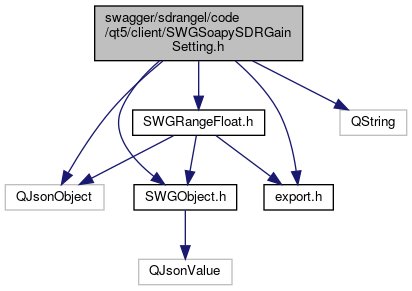 swagger/sdrangel/code
/qt5/client/SWGSoapySDRGain
Setting.h
SWGRangeFloat.h
QString
QJsonObject
SWGObject.h
export.h
QJsonValue